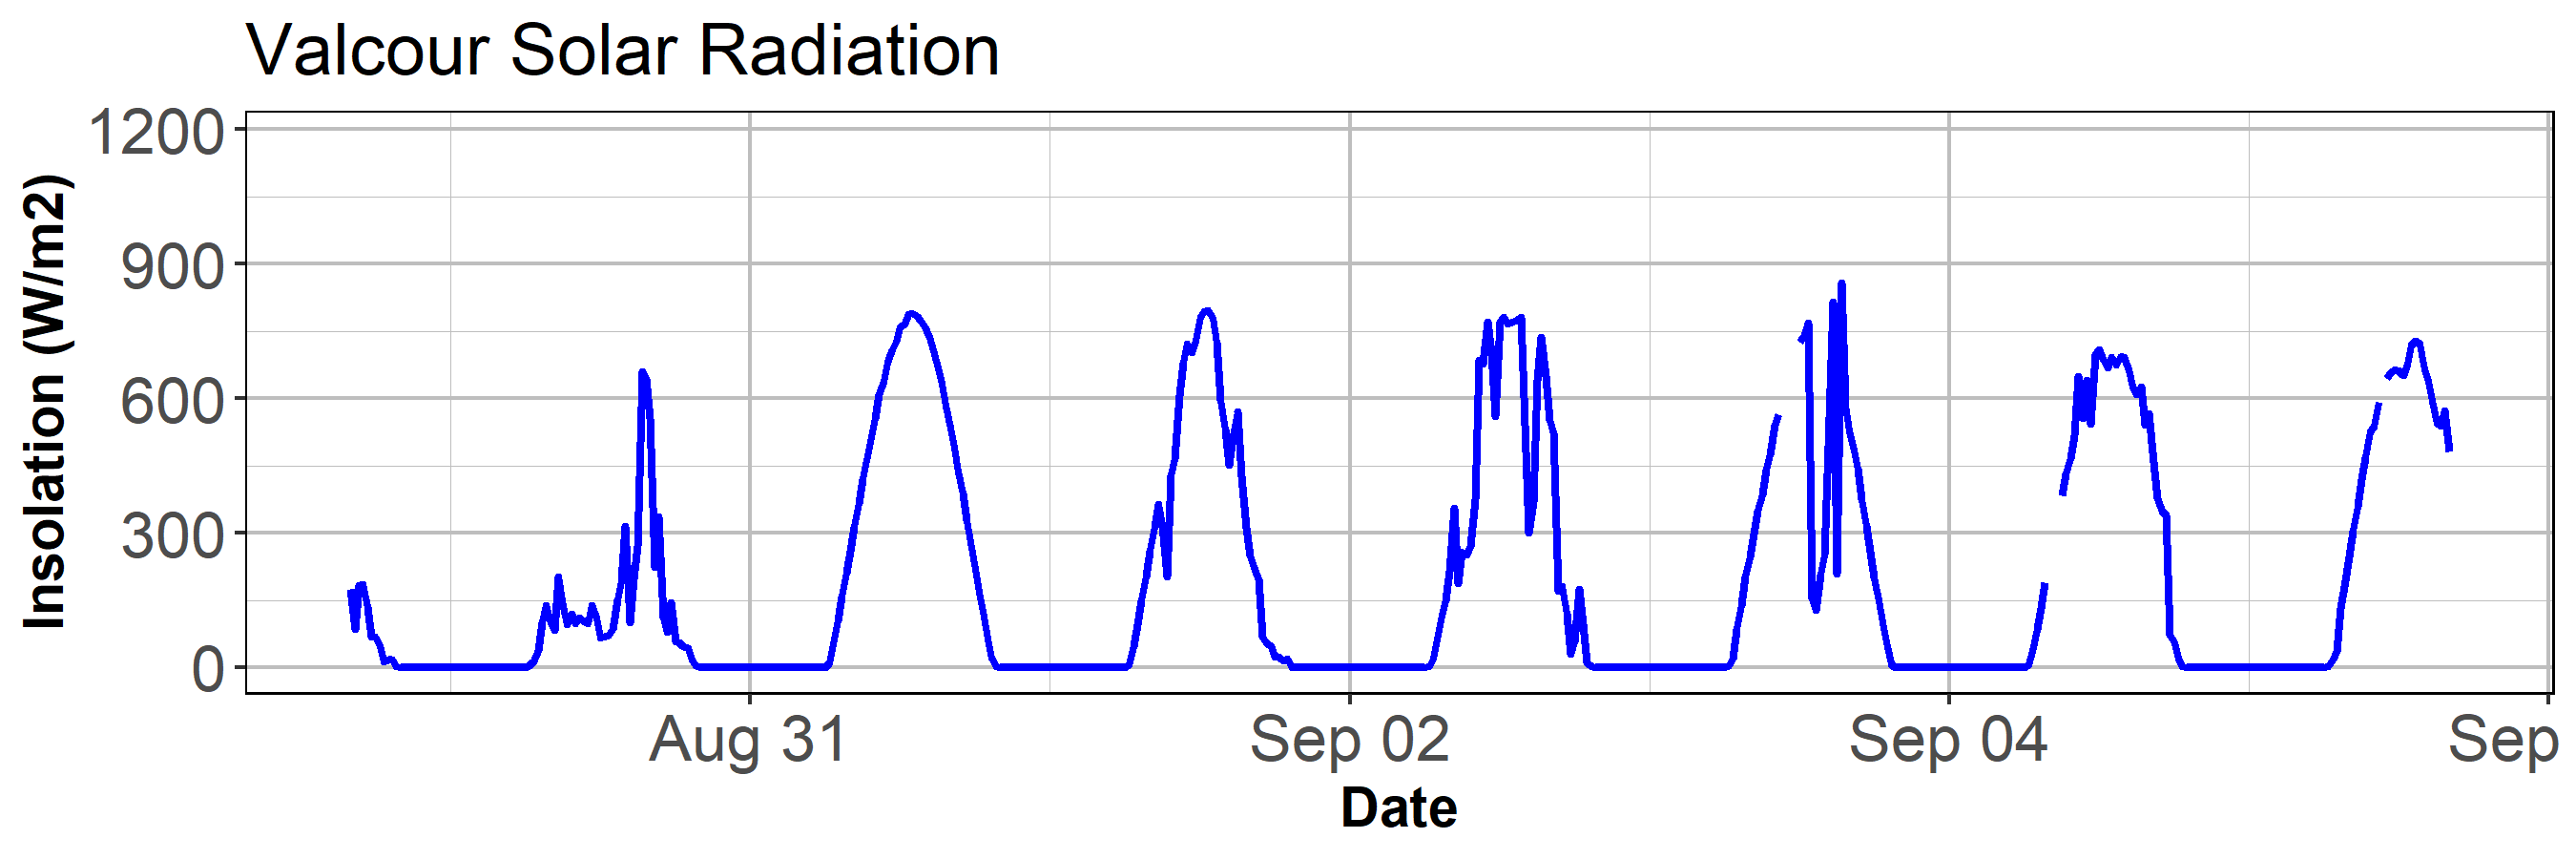 Valcour Solar Radiation
1200
900
600
300
0
Insolation (W/m2)
Aug 31
Sep 02
Sep 04
Sep
Date